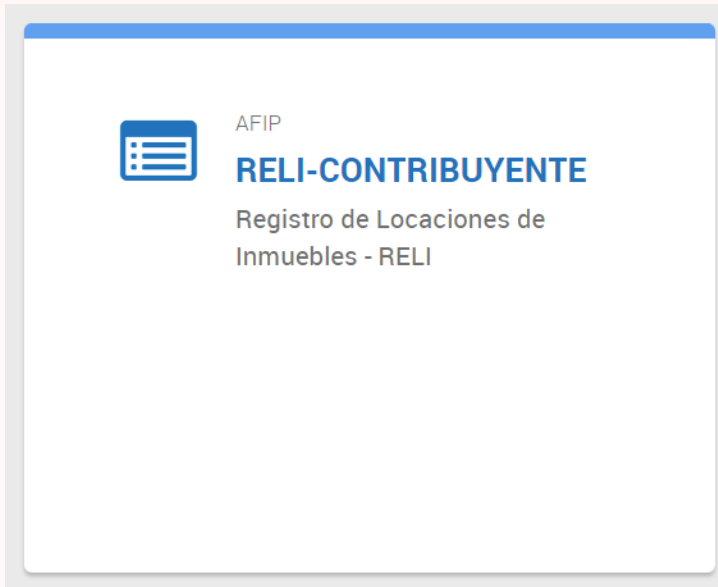 AFIP
RELI-CONTRIBUYENTE
Registro de Locaciones de
Inmuebles - RELI